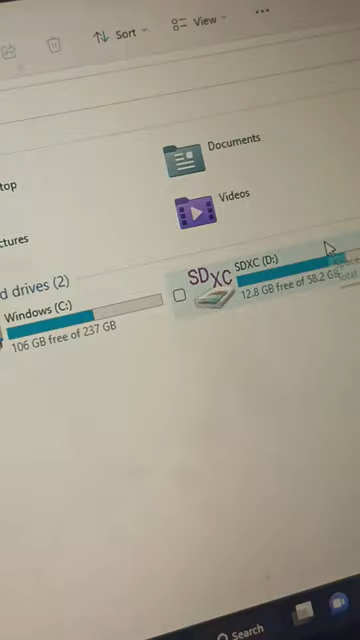 Sort
View
Documents
top
Videos
ctures
d drives (2)
SDXC
SDXC (D:)
12.8 GB free of 58.2 GB
Total
Windows (C:)
106 GB free of 237 GB
Search